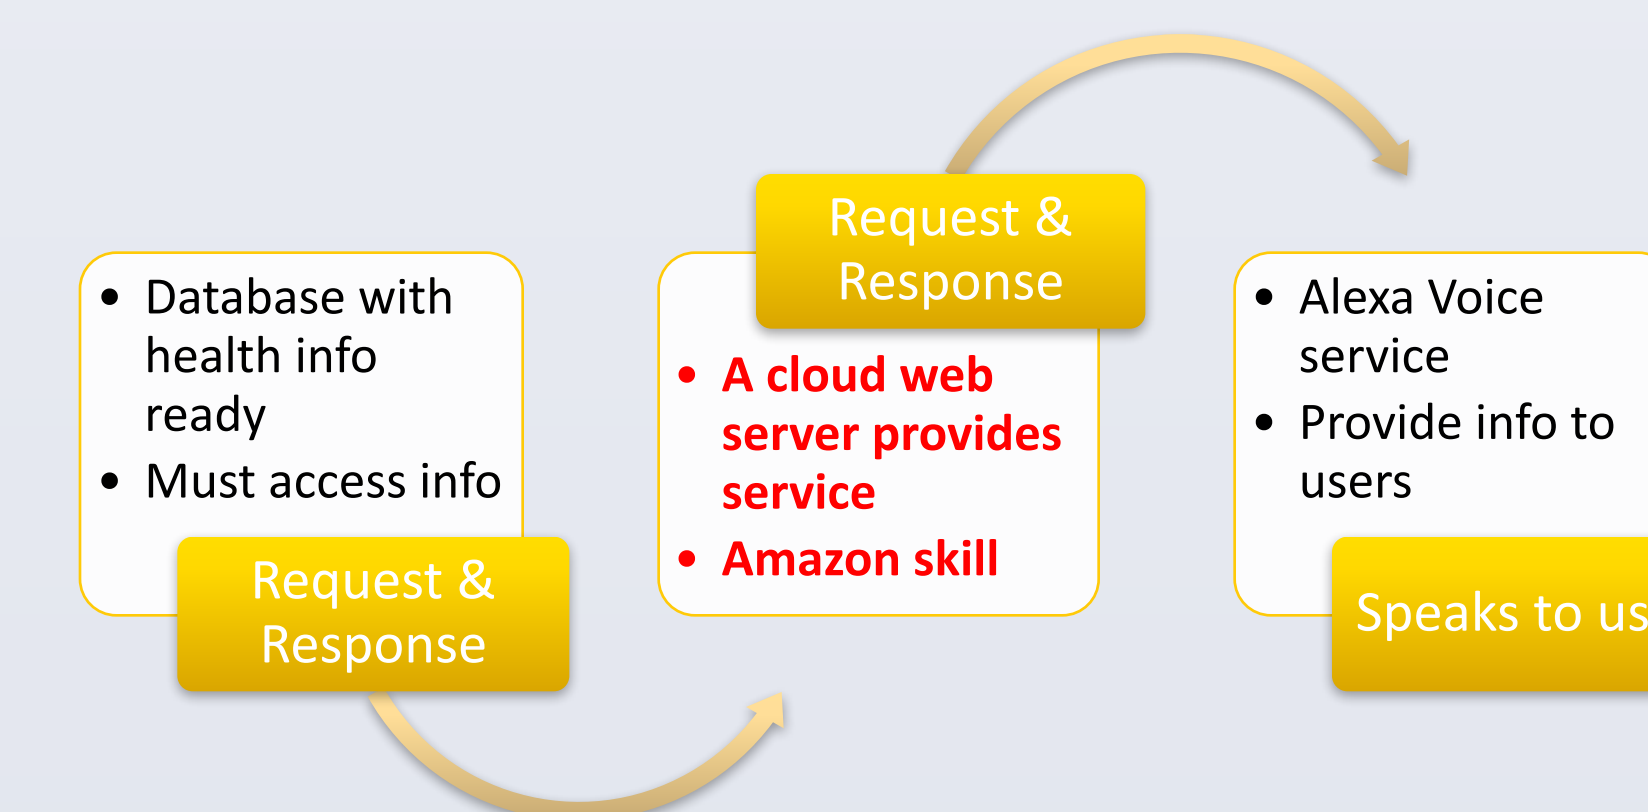 • Database with
health info
ready
• Must access info
Request &
Response
Request &
Response
• A cloud web
server provides
service
• Amazon skill
• Alexa Voice
service
• Provide info to
users
Speaks to us